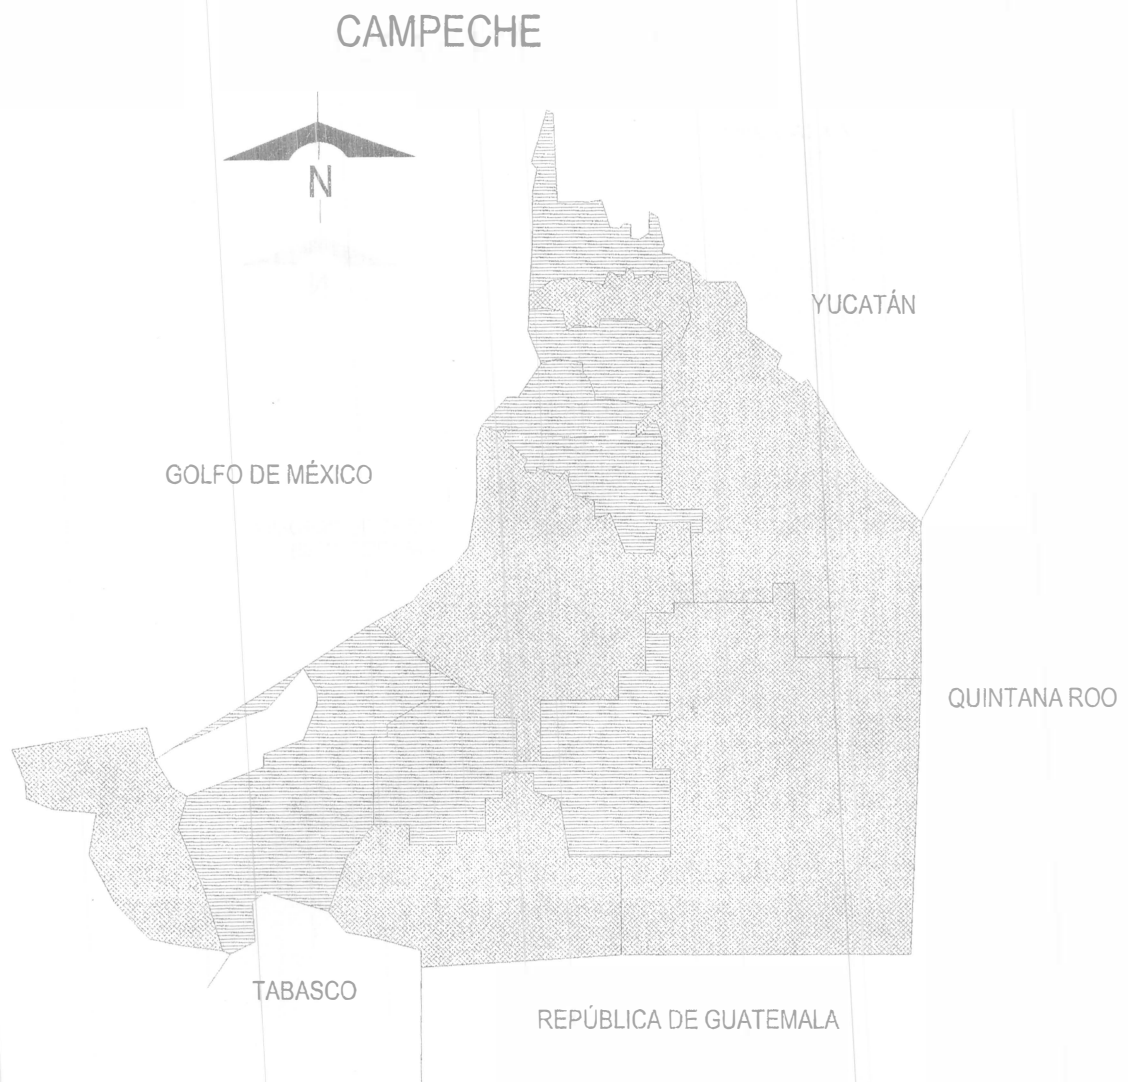 CAMPECHE
N
YUCATÁN
GOLFO DE MÉXICO
QUINTANA ROO
TABASCO
REPÚBLICA DE GUATEMALA